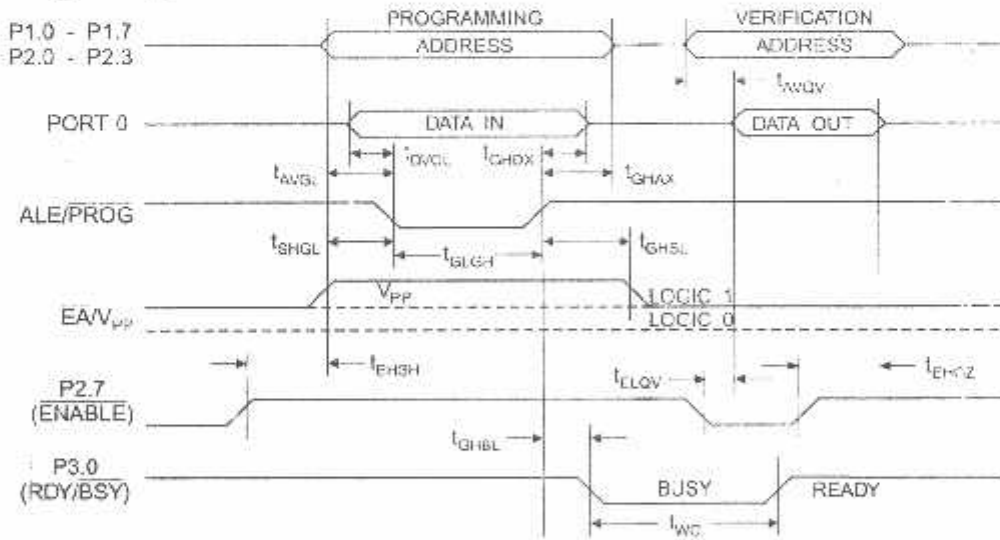 PROGRAMMING VERIFICATION
P1.0 - P1.7
P2.0 - P2.3
ADDRESS ADDRESS
tAVQV
PORT 0 DATA IN DATA OUT
tDVGL tGHDX
tAVGL tGHAX
ALE/PROG
tSHGL tGLGH tGHSL
VPP LOGIC 1
EA/VPP LOGIC 0
tEHSH tELQV tEHQZ
P2.7
(ENABLE)
tGHBL
P3.0
(RDY/BSY) BUSY READY
tWC